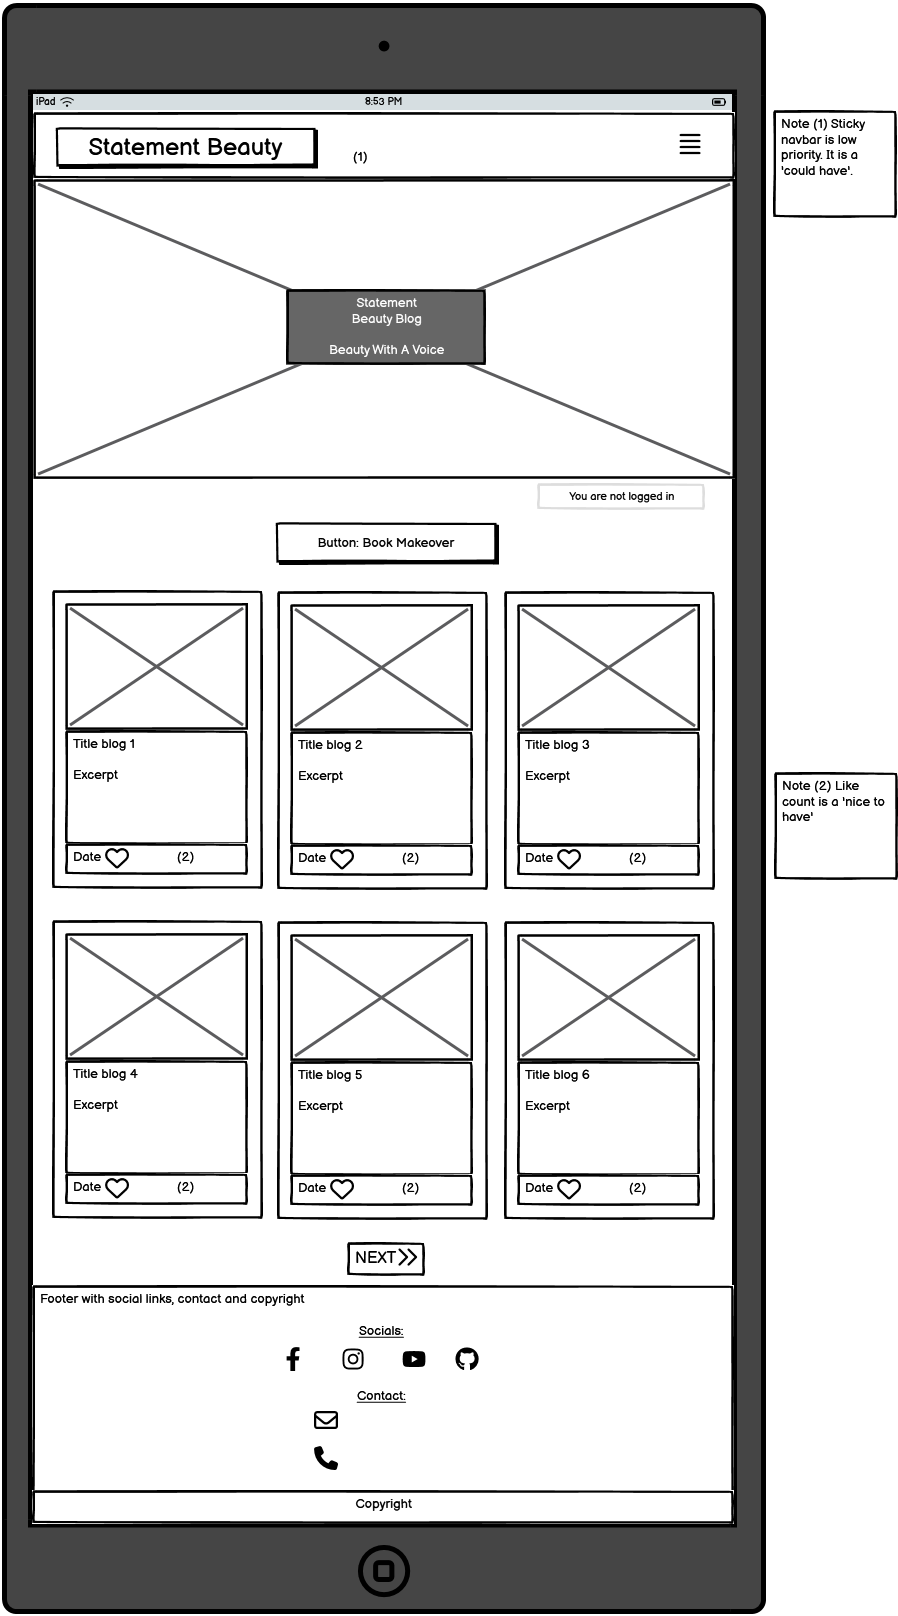 iPad
8:53 PM
Statement Beauty
(1)
Note (1) Sticky
navbar is low
priority. It is a
'could have'.
Statement
Beauty Blog
Beauty With A Voice
You are not logged in
Button: Book Makeover
Title blog 1
Excerpt
Date (2)
Title blog 2
Excerpt
Date (2)
Title blog 3
Excerpt
Date (2)
Note (2) Like
count is a 'nice to
have'
Title blog 4
Excerpt
Date (2)
Title blog 5
Excerpt
Date (2)
Title blog 6
Excerpt
Date (2)
NEXT
Footer with social links, contact and copyright
Socials:
Contact:
Copyright